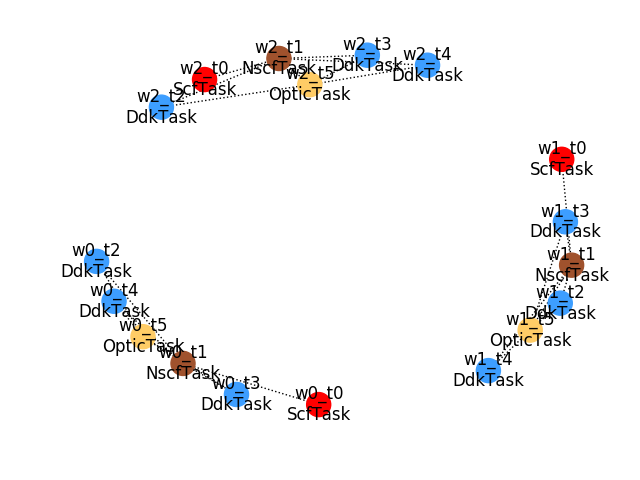 w2_t1
NscfTask
w2_t3
DdkTask
w2_t4
DdkTask
w2_t0
ScfTask
w2_t5
OpticTask
w2_t2
DdkTask
w1_t0
ScfTask
w1_t3
DdkTask
w1_t1
NscfTask
w1_t2
DdkTask
w1_t5
OpticTask
w1_t4
DdkTask
w0_t2
DdkTask
w0_t4
DdkTask
w0_t5
OpticTask
w0_t1
NscfTask
w0_t3
DdkTask
w0_t0
ScfTask